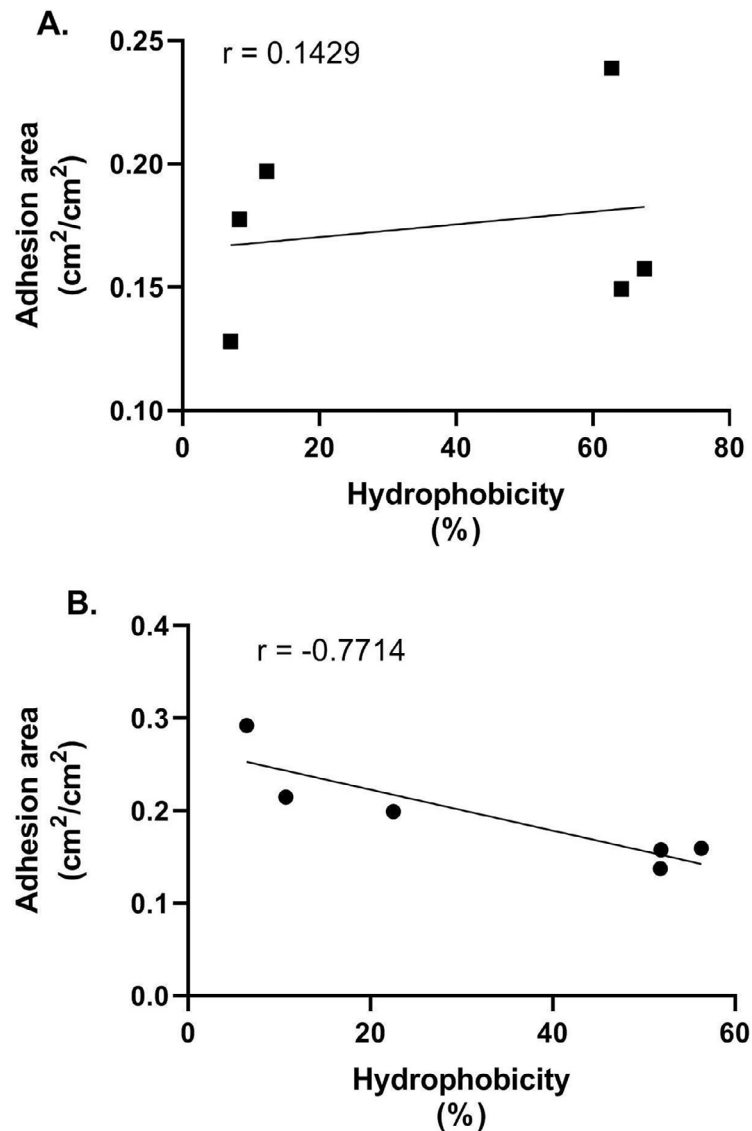 A.
r = 0.1429
0.25
0.20
0.15
0.10
Adhesion area
(cm²/cm²)
0 20 40 60 80
Hydrophobicity
(%)
B.
r = -0.7714
0.4
0.3
0.2
0.1
0.0
Adhesion area
(cm²/cm²)
0 20 40 60
Hydrophobicity
(%)